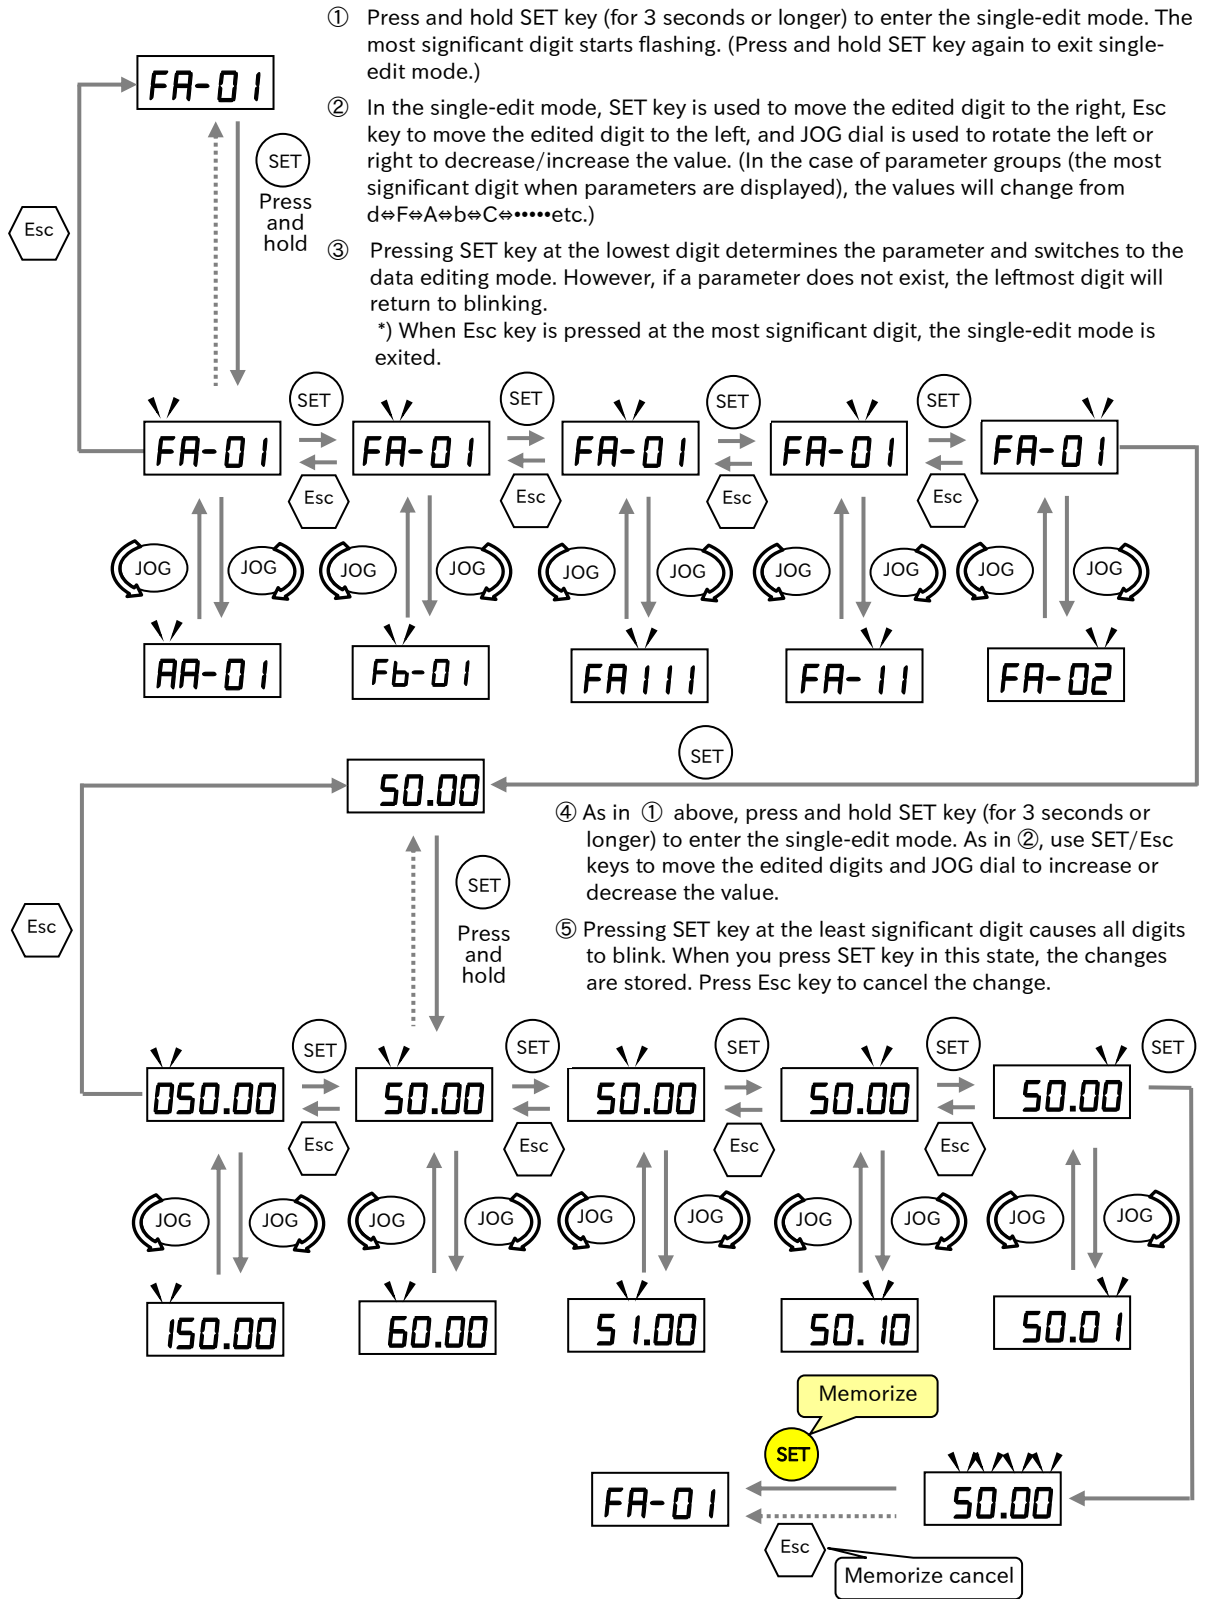 ① Press and hold SET key (for 3 seconds or longer) to enter the single-edit mode. The
most significant digit starts flashing. (Press and hold SET key again to exit single-
edit mode.)
FA-01
② In the single-edit mode, SET key is used to move the edited digit to the right, Esc
key to move the edited digit to the left, and JOG dial is used to rotate the left or
right to decrease/increase the value. (In the case of parameter groups (the most
significant digit when parameters are displayed), the values will change from
d⇔F⇔A⇔b⇔C⇔•••••etc.)
SET
Press
and
hold
Esc
③ Pressing SET key at the lowest digit determines the parameter and switches to the
data editing mode. However, if a parameter does not exist, the leftmost digit will
return to blinking.
*) When Esc key is pressed at the most significant digit, the single-edit mode is
exited.
SET SET SET SET
FA-01 FA-01 FA-01 FA-01 FA-01
Esc Esc Esc Esc
JOG JOG JOG JOG JOG JOG JOG JOG JOG JOG
AA-01 Fb-01 FA111 FA-11 FA-02
SET
50.00
④ As in ① above, press and hold SET key (for 3 seconds or
longer) to enter the single-edit mode. As in ②, use SET/Esc
keys to move the edited digits and JOG dial to increase or
decrease the value.
SET
Press
and
hold
Esc
⑤ Pressing SET key at the least significant digit causes all digits
to blink. When you press SET key in this state, the changes
are stored. Press Esc key to cancel the change.
SET SET SET SET SET
050.00 50.00 50.00 50.00 50.00
Esc Esc Esc Esc
JOG JOG JOG JOG JOG JOG JOG JOG JOG JOG
150.00 60.00 51.00 50.10 50.01
Memorize
SET
FA-01 50.00
Esc
Memorize cancel